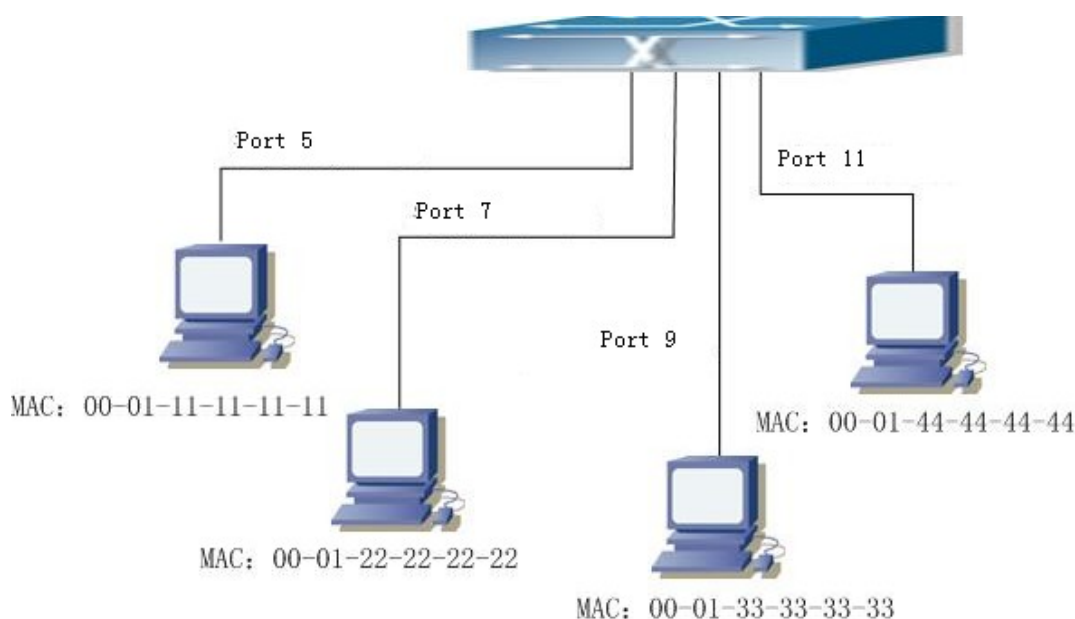 Port 5
Port 11
Port 7
Port 9
MAC: 00-01-11-11-11-11
MAC: 00-01-44-44-44-44
MAC: 00-01-22-22-22-22
MAC: 00-01-33-33-33-33